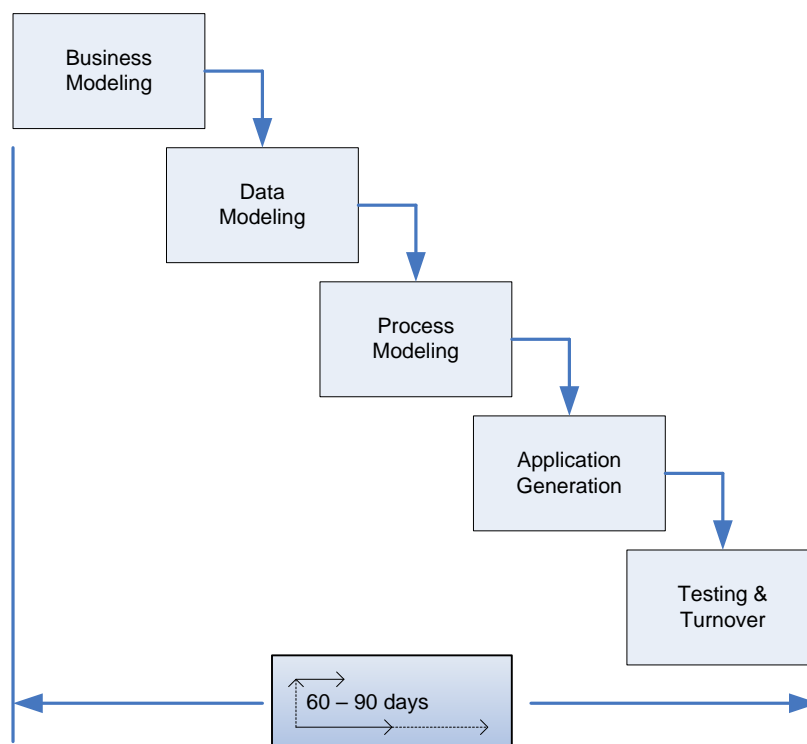 Business
Modeling
Data
Modeling
Process
Modeling
Application
Generation
Testing &
Turnover
60 – 90 days